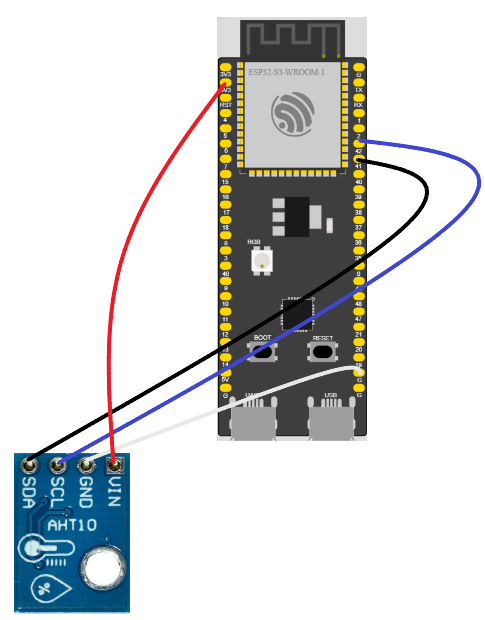 ESP32-S3-WROOM-1
3V3 G
3V3 TX
RST RX
4 1
5 2
6 42
7 41
15 40
16 39
17 38
18 37
8 36
3
46 0
9
10 48
11 47
12 21
13 20
14 19
5V G
G G
RGB
BOOT RESET
USB
SDA SCL GND VIN
AHT10
%